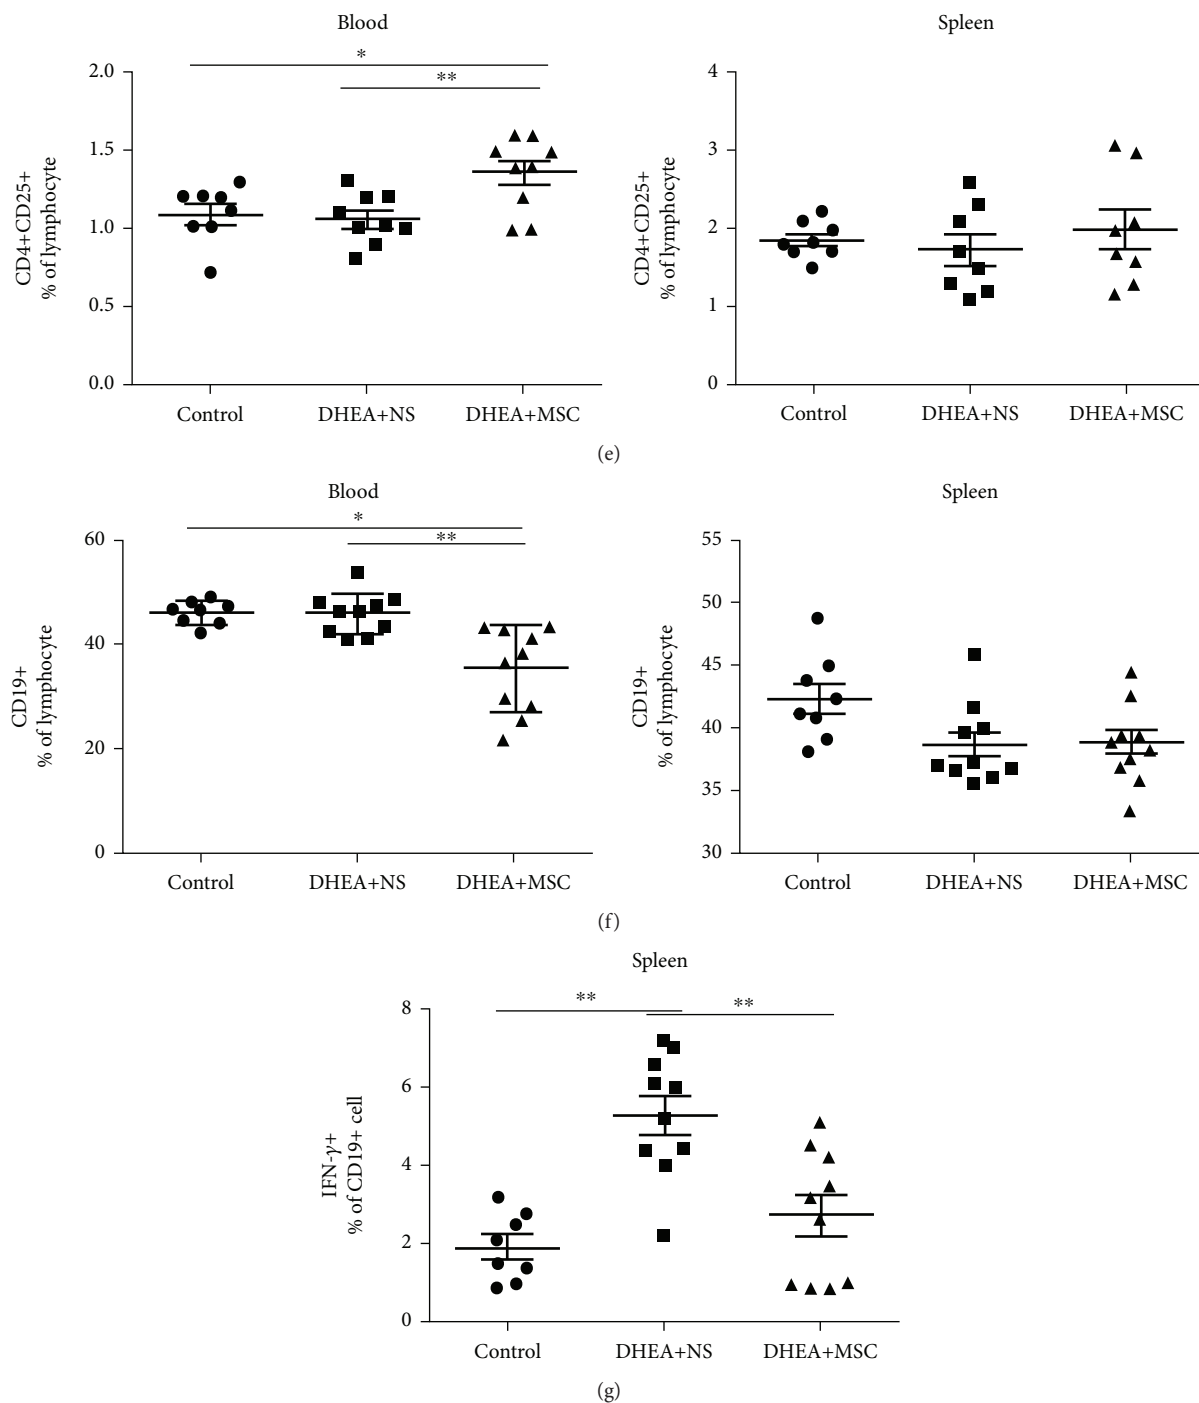 Blood
*
**
2.0
1.5
1.0
0.5
0.0
CD4+CD25+
% of lymphocyte
Control DHEA+NS DHEA+MSC
Spleen
4
3
2
1
0
CD4+CD25+
% of lymphocyte
Control DHEA+NS DHEA+MSC
(e)
Blood
*
**
60
40
20
0
CD19+
% of lymphocyte
Control DHEA+NS DHEA+MSC
Spleen
55
50
45
40
35
30
CD19+
% of lymphocyte
Control DHEA+NS DHEA+MSC
(f)
Spleen
** **
8
6
4
2
0
IFN-γ+
% of CD19+ cell
Control DHEA+NS DHEA+MSC
(g)